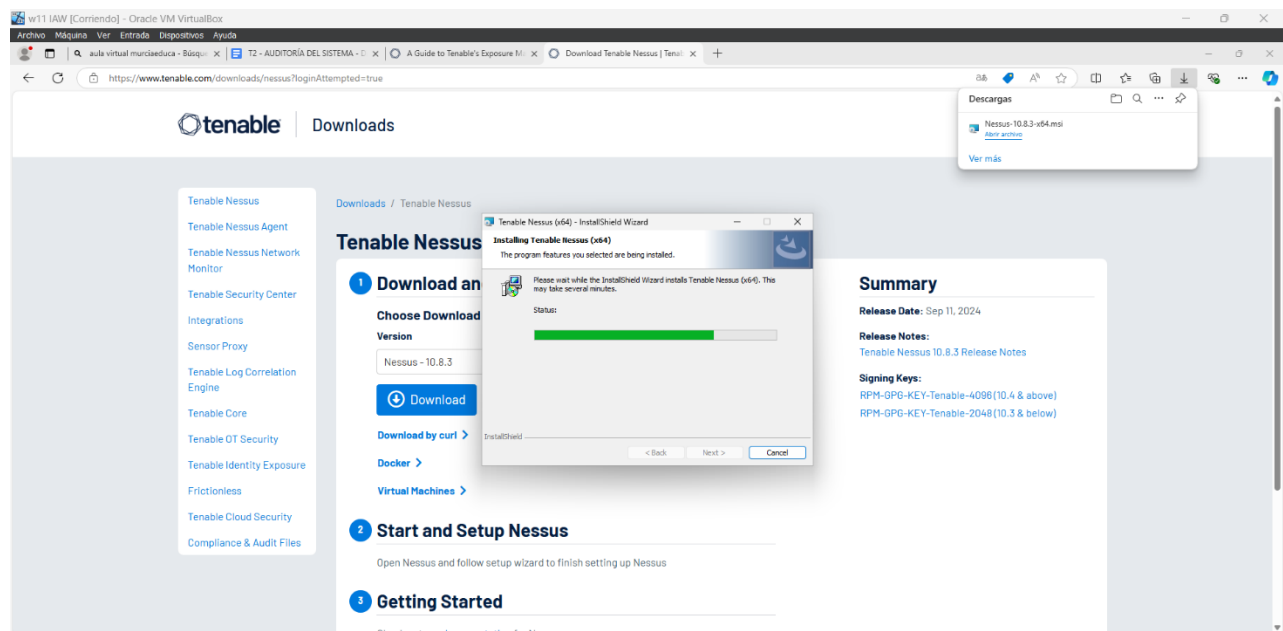 w11 IAW [Corriendo] - Oracle VM VirtualBox
Archivo Máquina Ver Entrada Dispositivos Ayuda
aula virtual murciaeduca - Búsqu
T2 - AUDITORÍA DEL SISTEMA - D
A Guide to Tenable's Exposure M
Download Tenable Nessus | Tenab
https://www.tenable.com/downloads/nessus?loginAttempted=true
Descargas
Nessus-10.8.3-x64.msi
Abrir archivo
Ver más
tenable
Downloads
Tenable Nessus
Tenable Nessus Agent
Tenable Nessus Network
Monitor
Tenable Security Center
Integrations
Sensor Proxy
Tenable Log Correlation
Engine
Tenable Core
Tenable OT Security
Tenable Identity Exposure
Frictionless
Tenable Cloud Security
Compliance & Audit Files
Downloads / Tenable Nessus
Tenable Nessus
1 Download an
Choose Download
Version
Nessus - 10.8.3
Download
Download by curl
Docker
Virtual Machines
2 Start and Setup Nessus
Open Nessus and follow setup wizard to finish setting up Nessus
3 Getting Started
Tenable Nessus (x64) - InstallShield Wizard
Installing Tenable Nessus (x64)
The program features you selected are being installed.
Please wait while the InstallShield Wizard installs Tenable Nessus (x64). This
may take several minutes.
Status:
InstallShield
< Back
Next >
Cancel
Summary
Release Date: Sep 11, 2024
Release Notes:
Tenable Nessus 10.8.3 Release Notes
Signing Keys:
RPM-GPG-KEY-Tenable-4096 (10.4 & above)
RPM-GPG-KEY-Tenable-2048 (10.3 & below)